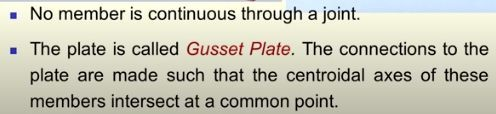 ▪ No member is continuous through a joint.
▪ The plate is called Gusset Plate. The connections to the
plate are made such that the centroidal axes of these
members intersect at a common point.